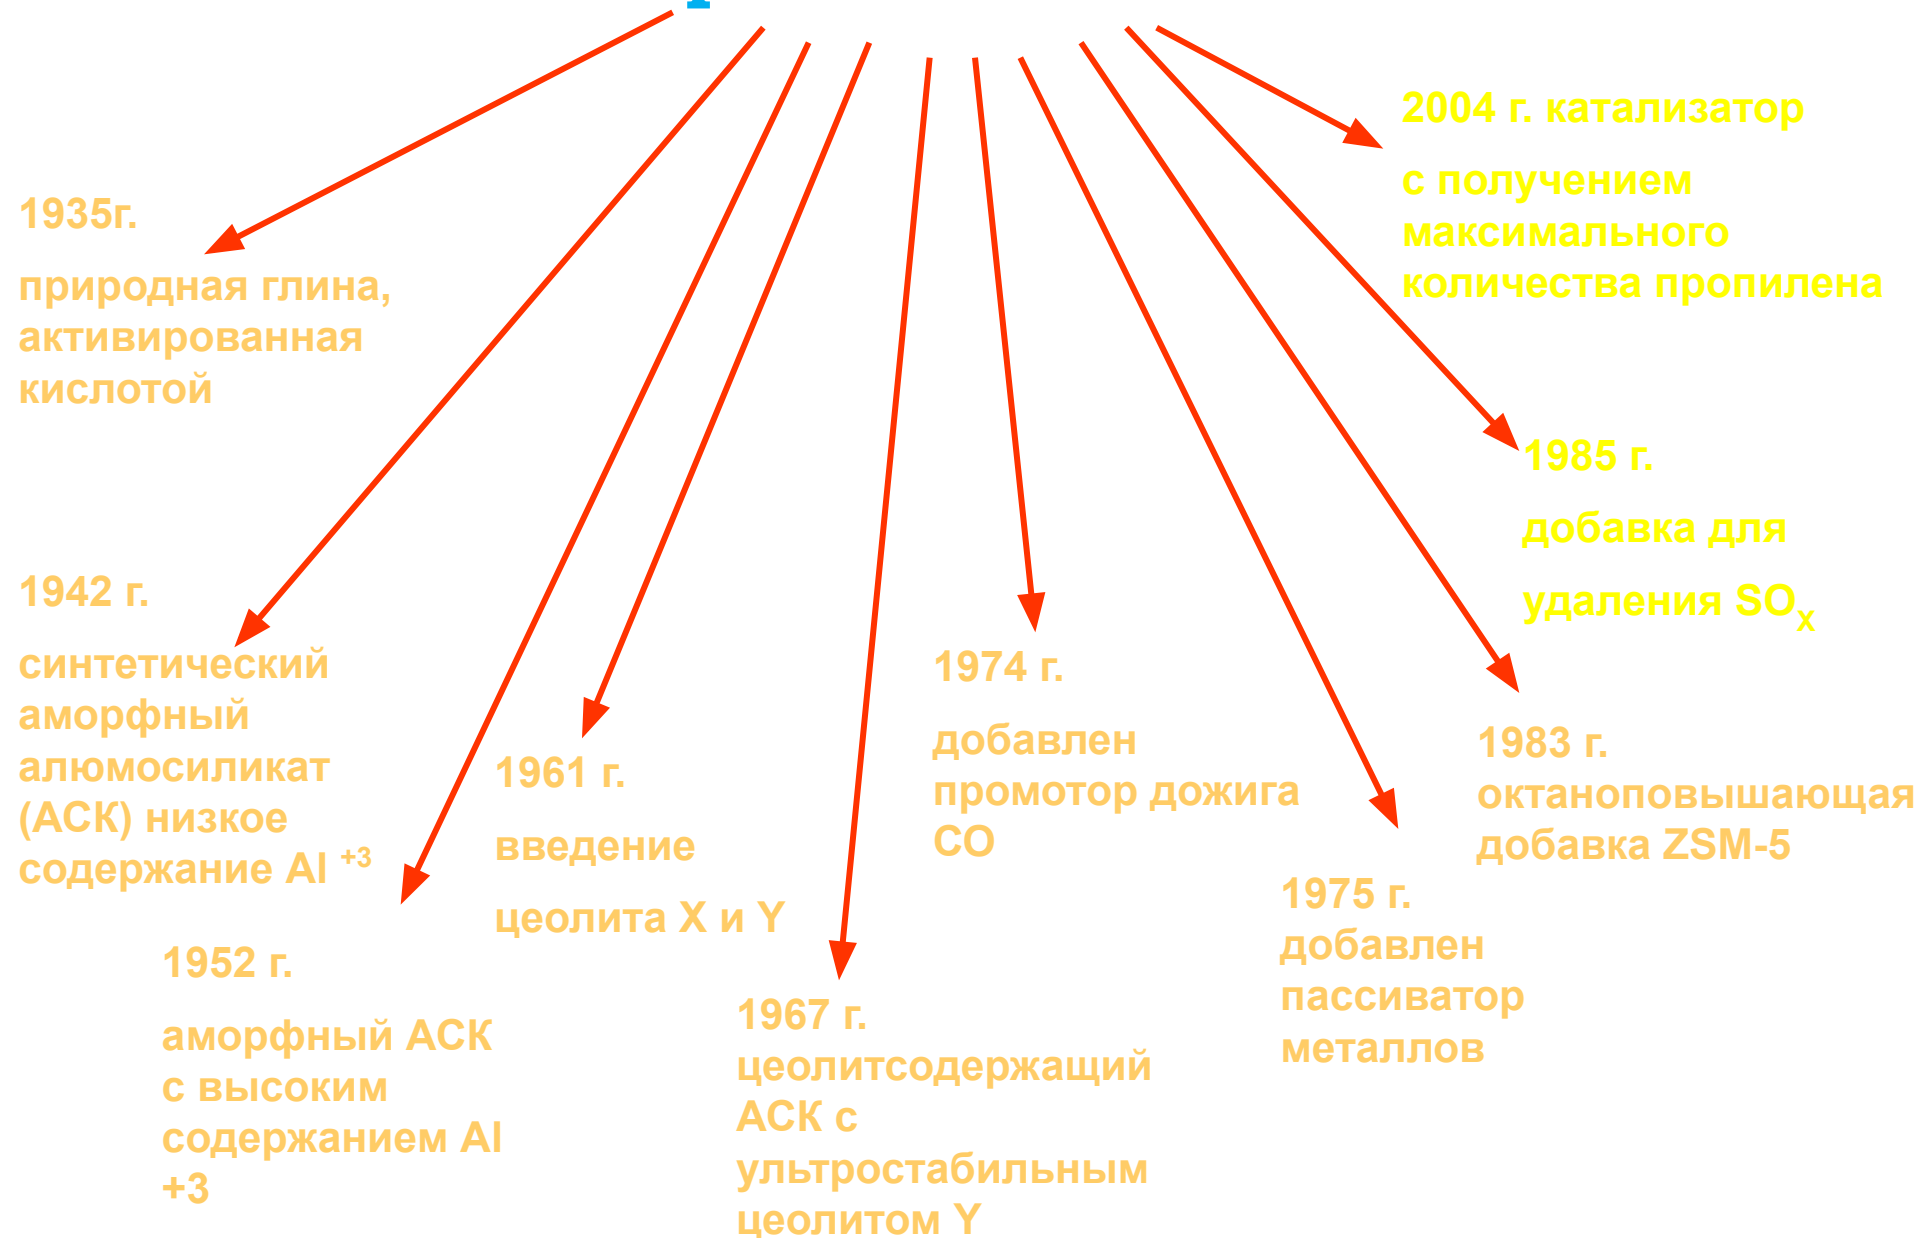 1935г.
природная глина,
активированная
кислотой
1942 г.
синтетический
аморфный
алюмосиликат
(АСК) низкое
содержание Al +3
1952 г.
аморфный АСК
с высоким
содержанием Al
+3
1961 г.
введение
цеолита X и Y
1967 г.
цеолитсодержащий
АСК с
ультростабильным
цеолитом Y
1974 г.
добавлен
промотор дожига
СО
1975 г.
добавлен
пассиватор
металлов
1983 г.
октаноповышающая
добавка ZSM-5
1985 г.
добавка для
удаления SOx
2004 г. катализатор
с получением
максимального
количества пропилена